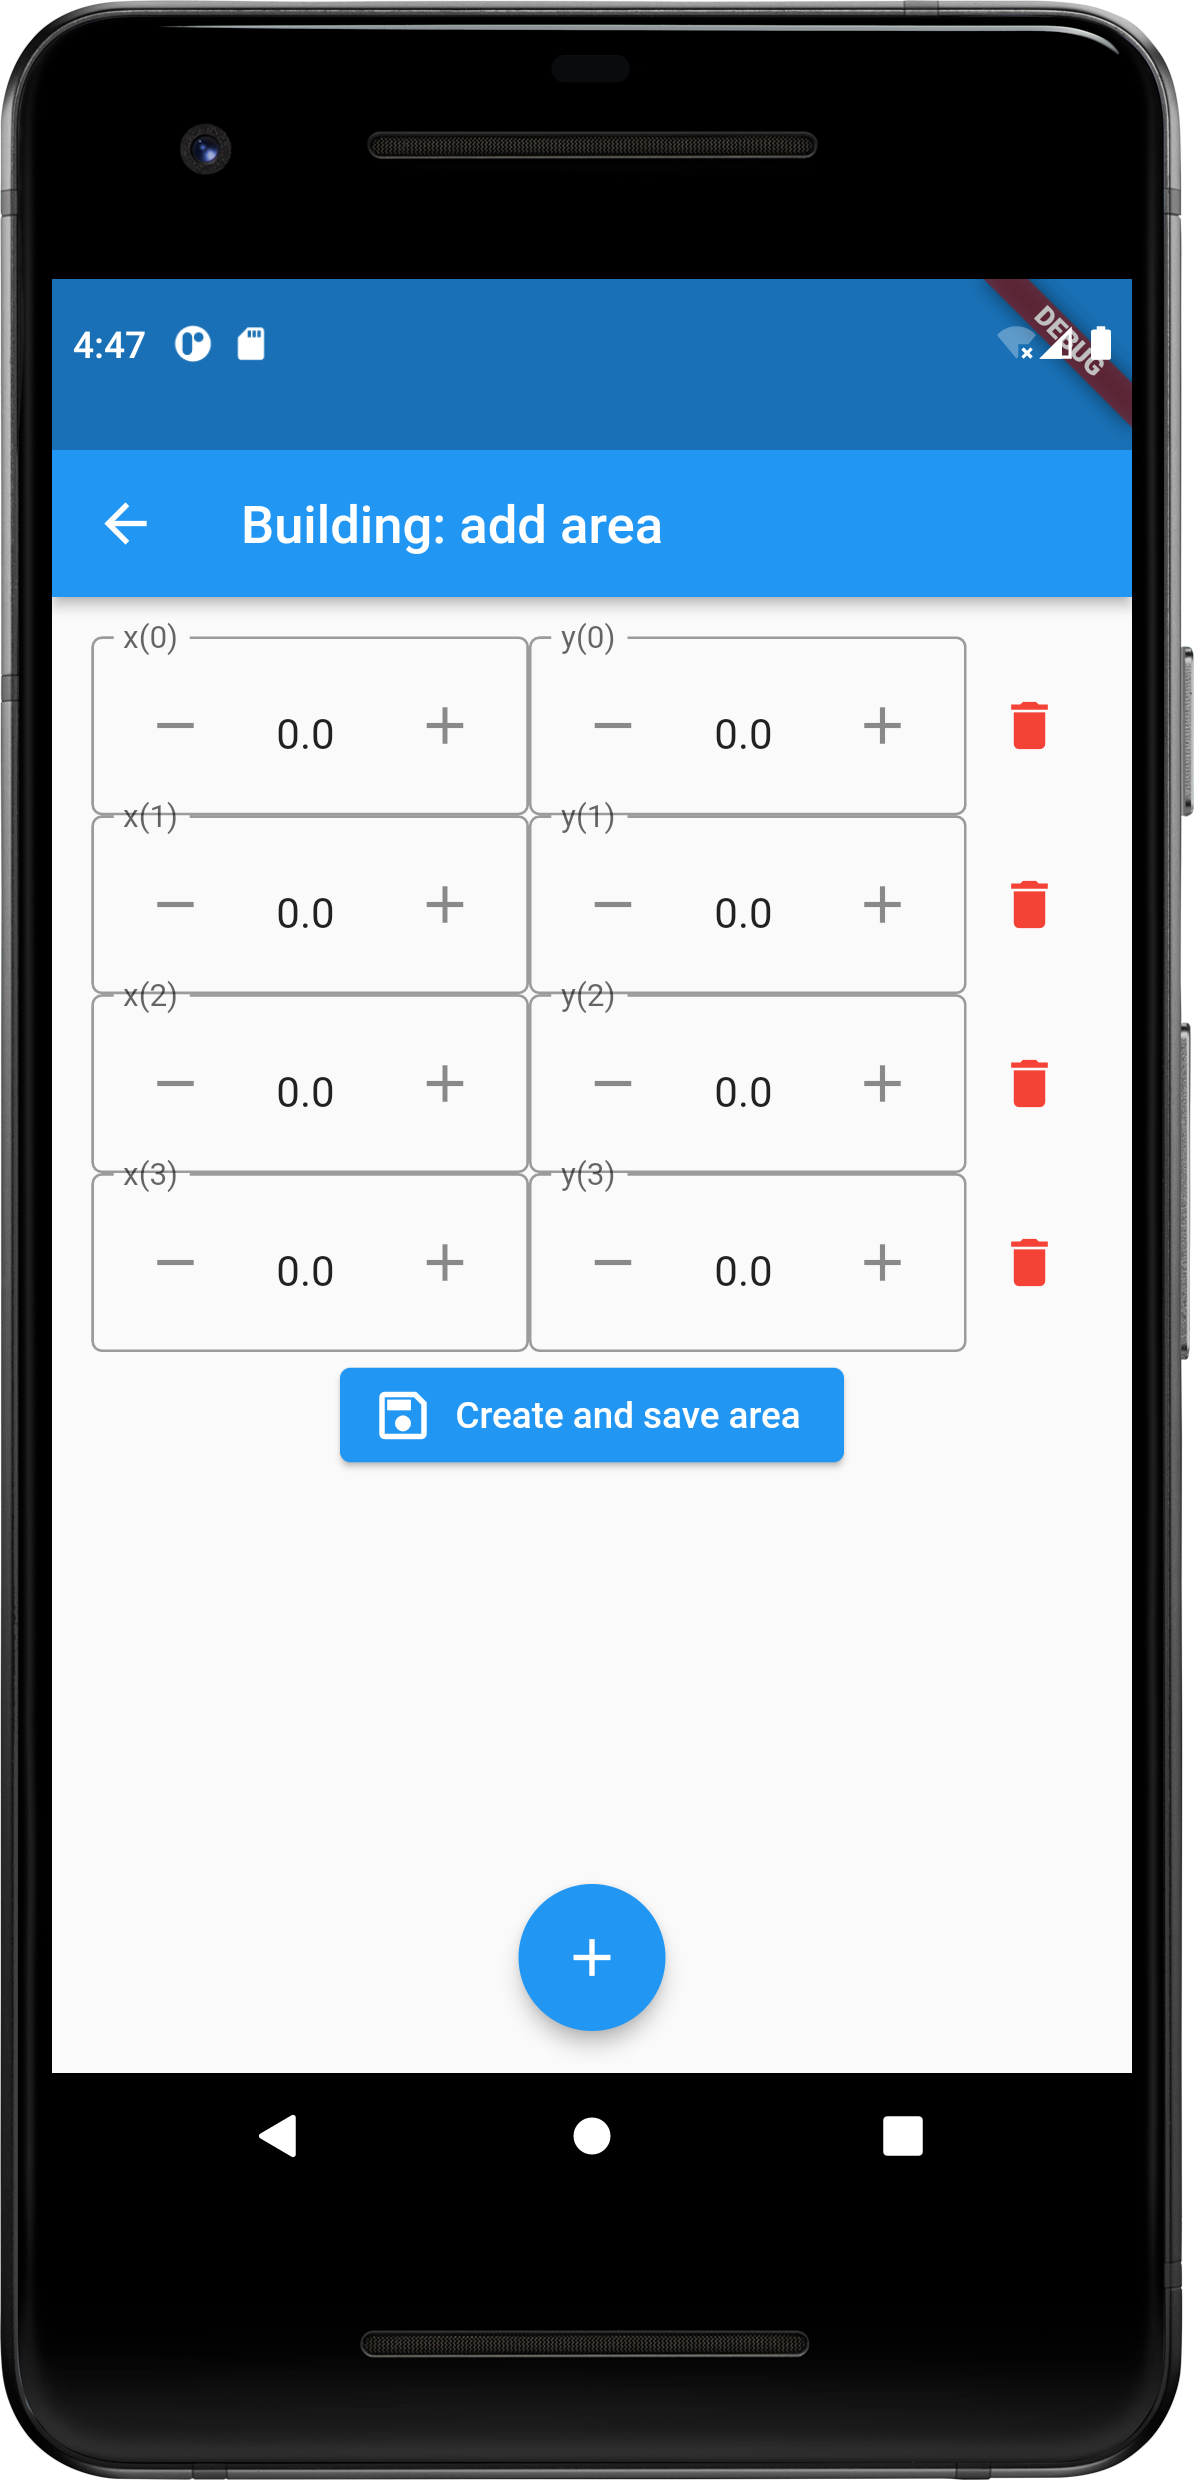 4:47
DEBUG
Building: add area
x(0) y(0)
0.0 0.0
x(1) y(1)
0.0 0.0
x(2) y(2)
0.0 0.0
x(3) y(3)
0.0 0.0
Create and save area